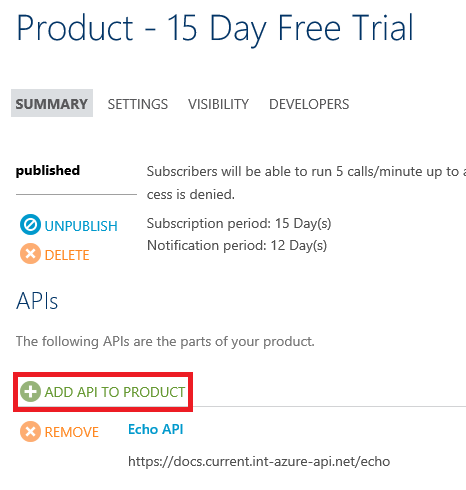 Product - 15 Day Free Trial
SUMMARY SETTINGS VISIBILITY DEVELOPERS
published
Subscribers will be able to run 5 calls/minute up to
cess is denied.
UNPUBLISH
DELETE
Subscription period: 15 Day(s)
Notification period: 12 Day(s)
APIs
The following APIs are the parts of your product.
ADD API TO PRODUCT
REMOVE Echo API
https://docs.current.int-azure-api.net/echo